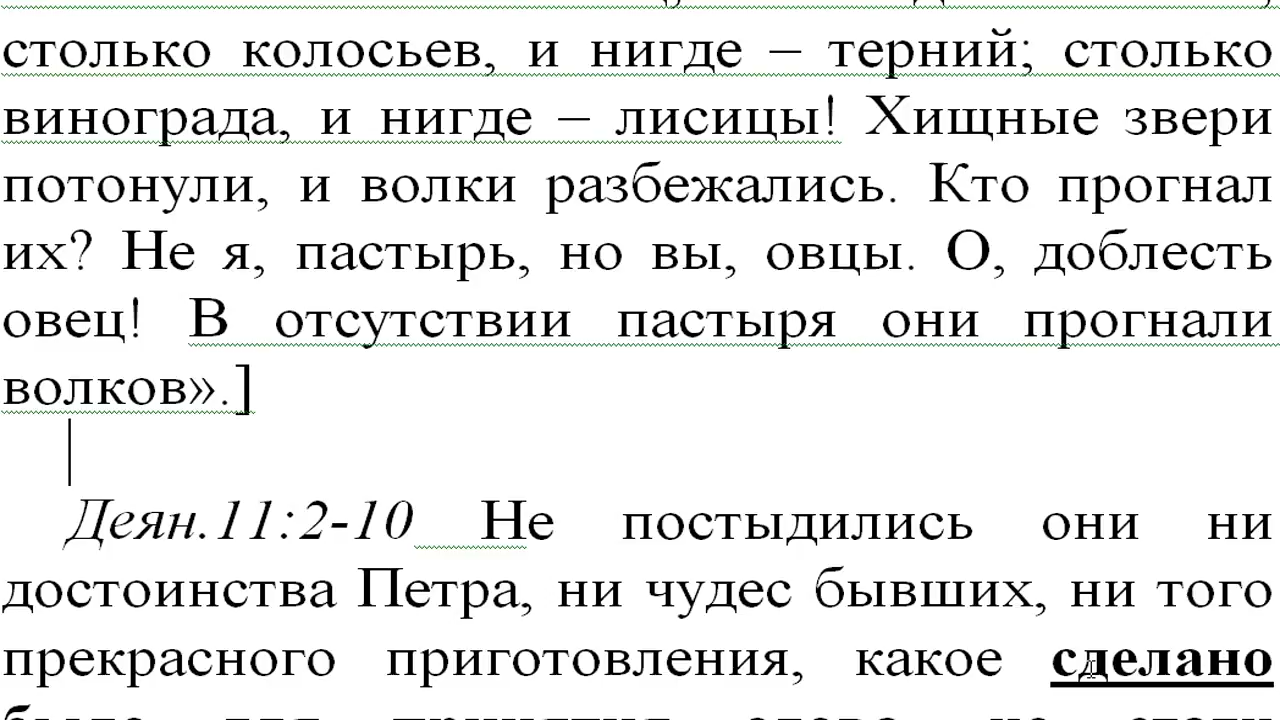 столько колосьев, и нигде – терний; столько
винограда, и нигде – лисицы! Хищные звери
потонули, и волки разбежались. Кто прогнал
их? Не я, пастырь, но вы, овцы. О, доблесть
овец! В отсутствии пастыря они прогнали
волков».]
Деян.11:2-10 Не постыдились они ни
достоинства Петра, ни чудес бывших, ни того
прекрасного приготовления, какое сделано